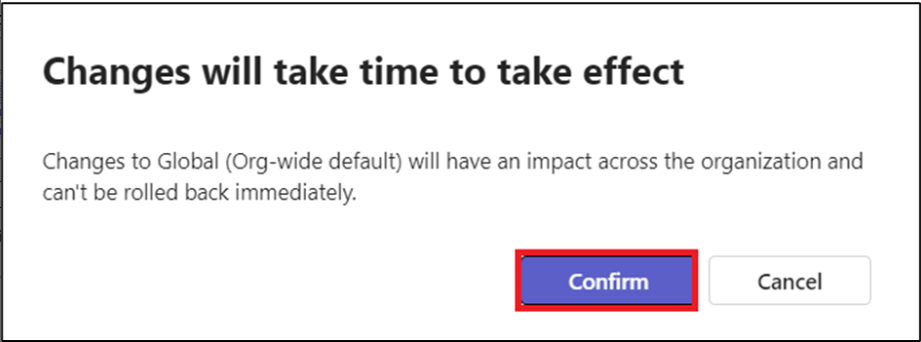 Changes will take time to take effect
Changes to Global (Org-wide default) will have an impact across the organization and
can't be rolled back immediately.
Confirm
Cancel